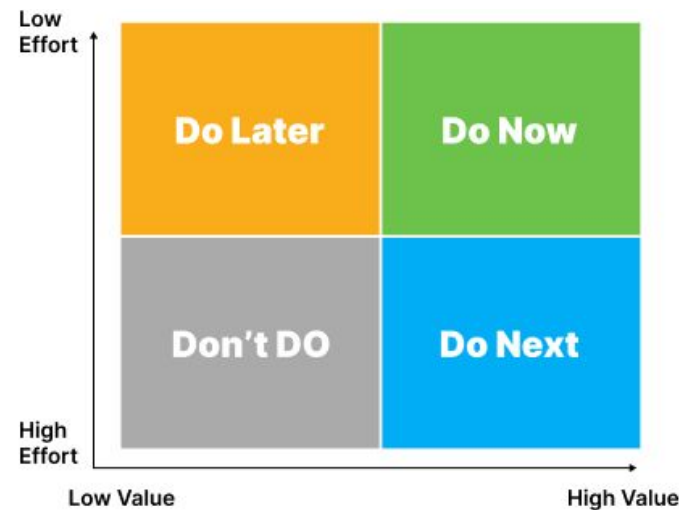 Low
Effort
Do Later
Do Now
Don't DO
Do Next
High
Effort
Low Value
High Value